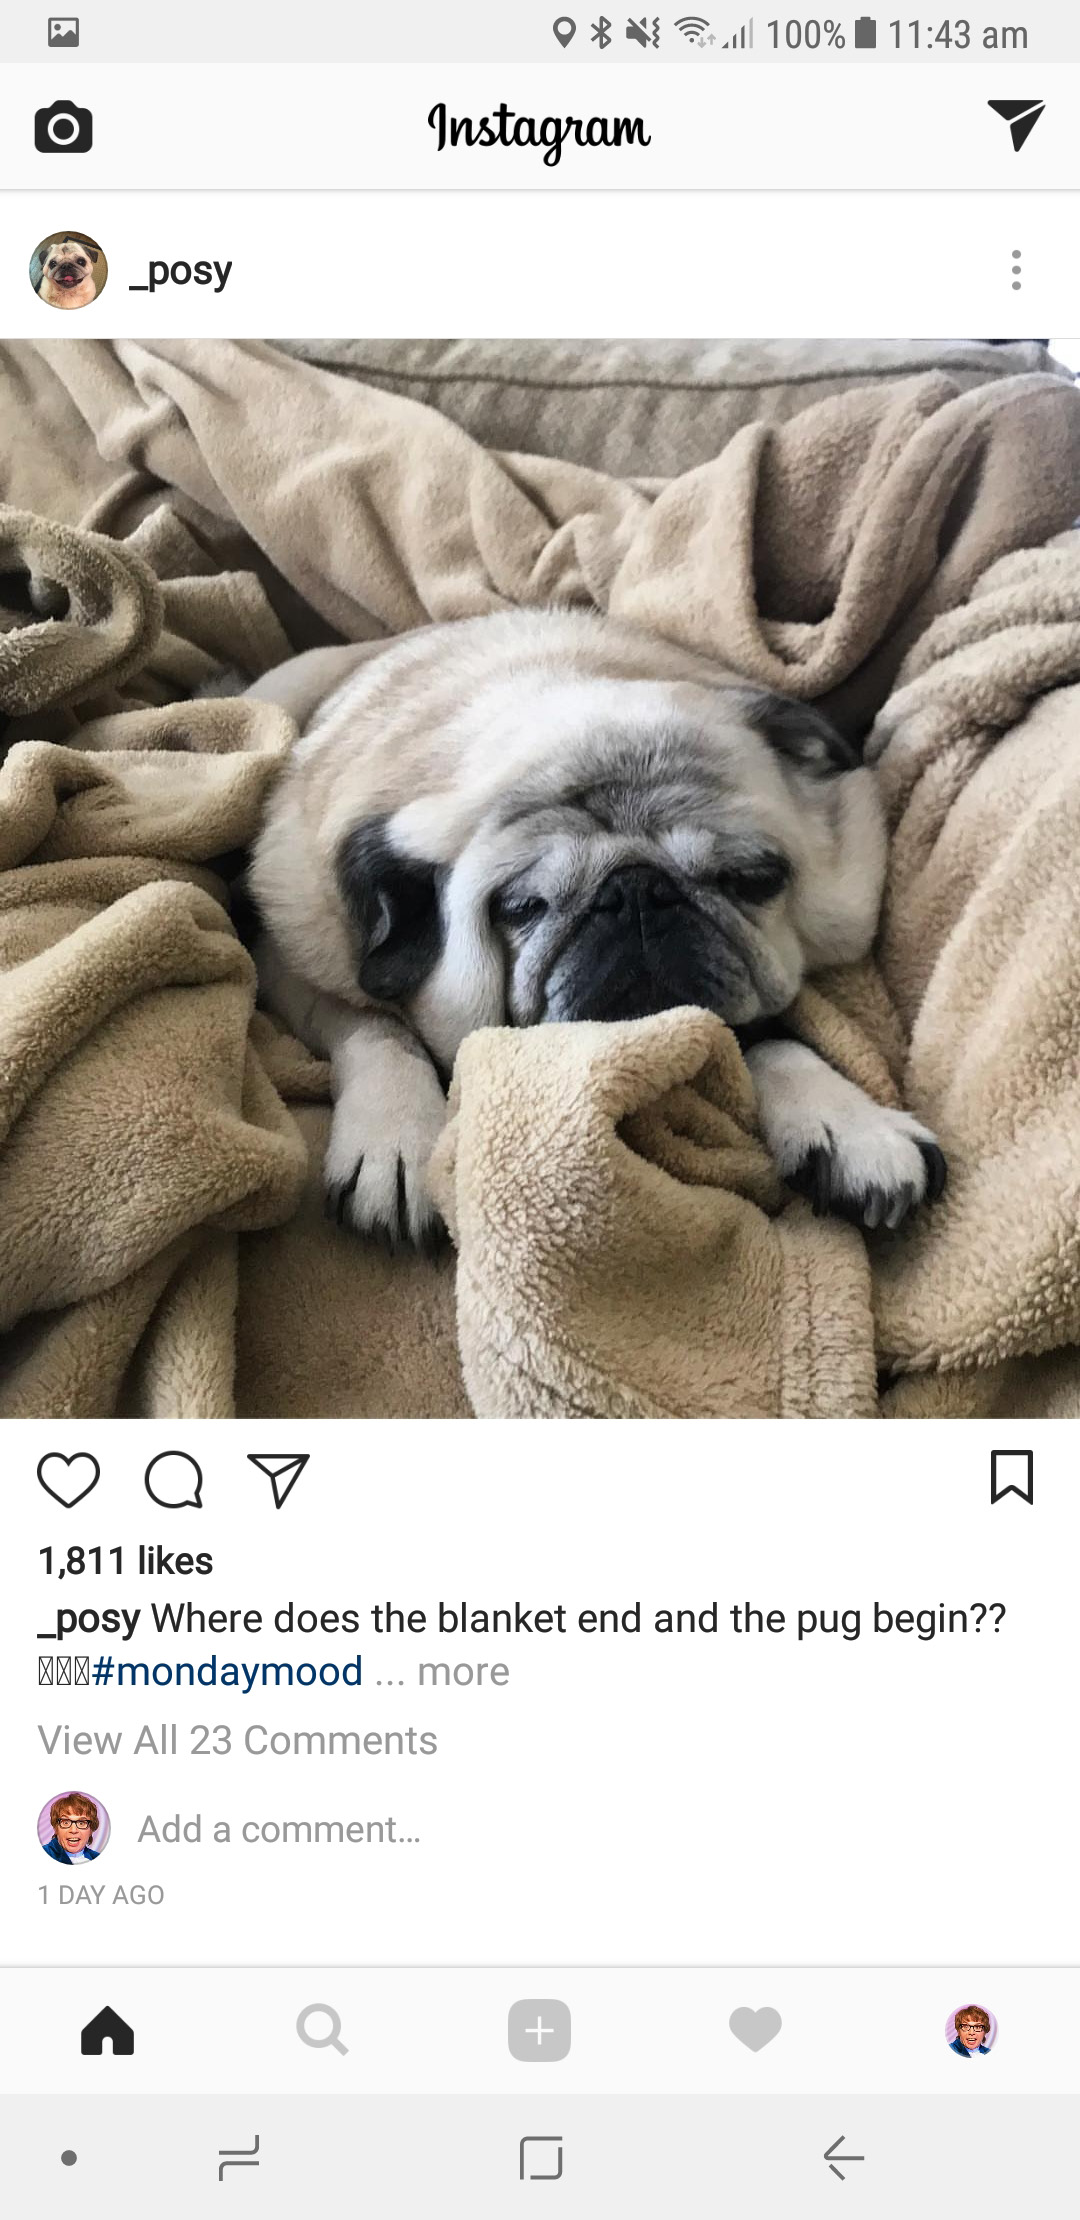 100% 11:43 am
Instagram
_posy
1,811 likes
_posy Where does the blanket end and the pug begin??
#mondaymood ... more
View All 23 Comments
Add a comment...
1 DAY AGO